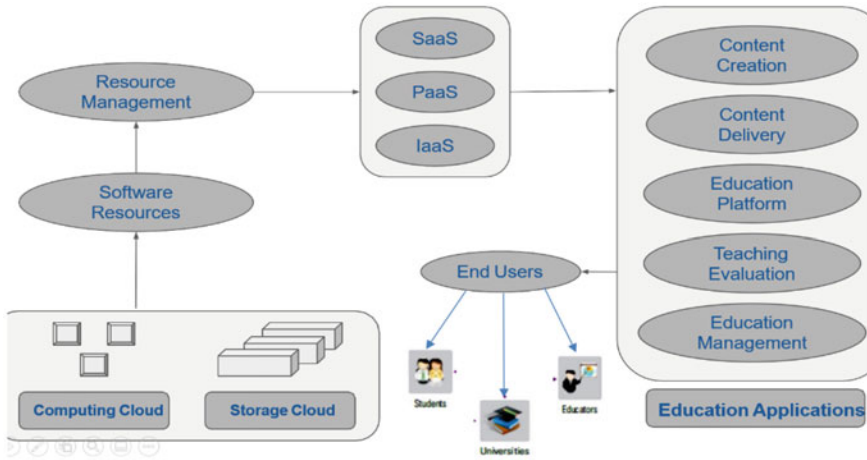 SaaS
PaaS
IaaS
Resource
Management
Software
Resources
Computing Cloud
Storage Cloud
Content
Creation
Content
Delivery
Education
Platform
Teaching
Evaluation
Education
Management
Education Applications
End Users
Students
Universities
Educators